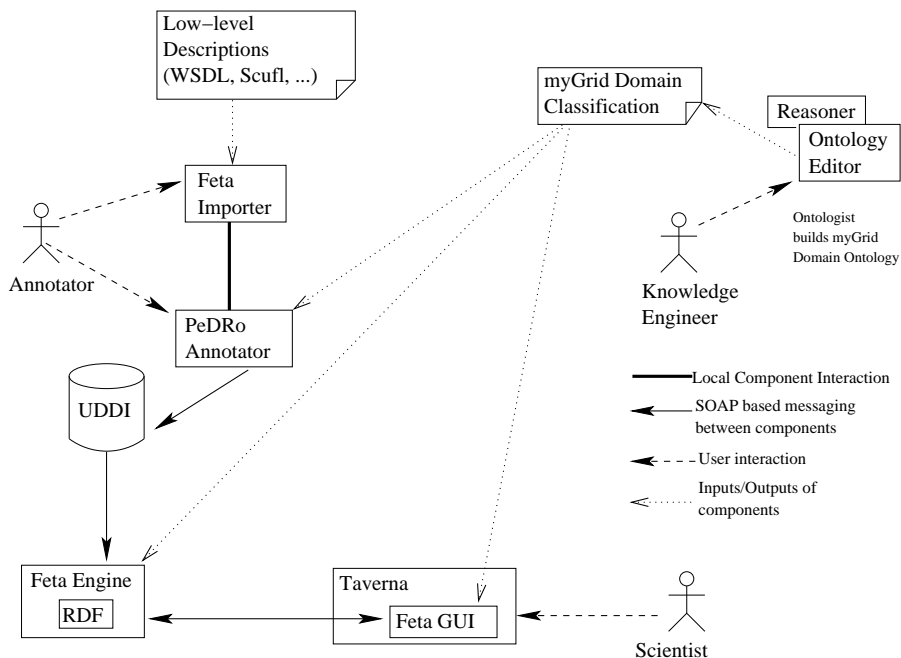 Low-level
Descriptions
(WSDL, Scufl, ...)
myGrid Domain
Classification
Reasoner
Ontology
Editor
Feta
Importer
Annotator
Ontologist
builds myGrid
Domain Ontology
Knowledge
Engineer
PeDRo
Annotator
UDDI
Local Component Interaction
SOAP based messaging
between components
User interaction
Inputs/Outputs of
components
Feta Engine
RDF
Taverna
Feta GUI
Scientist